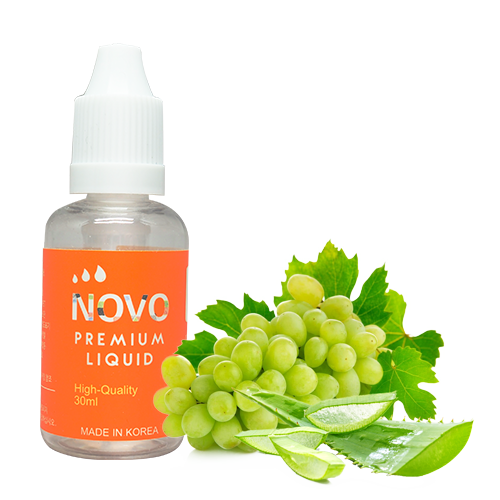 NOVO
PREMIUM
LIQUID
High-Quality
30ml
MADE IN KOREA